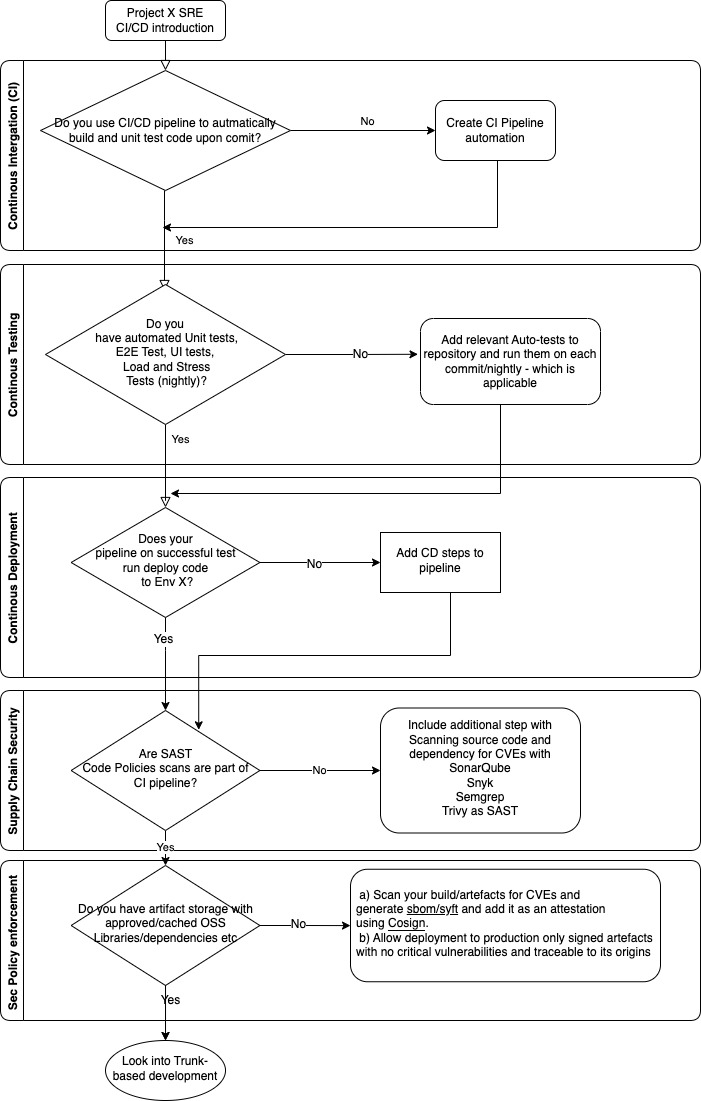 Project X SRE
CI/CD introduction
Continous Intergation (CI)
Do you use CI/CD pipeline to autmatically
build and unit test code upon comit?
No
Create CI Pipeline
automation
Yes
Continous Testing
Do you
have automated Unit tests,
E2E Test, UI tests,
Load and Stress
Tests (nightly)?
No
Add relevant Auto-tests to
repository and run them on each
commit/nightly - which is
applicable
Yes
Continous Deployment
Does your
pipeline on successful test
run deploy code
to Env X?
No
Add CD steps to
pipeline
Yes
Supply Chain Security
Are SAST
Code Policies scans are part of
CI pipeline?
No
Include additional step with
Scanning source code and
dependency for CVEs with
SonarQube
Snyk
Semgrep
Trivy as SAST
Yes
Sec Policy enforcement
Do you have artifact storage with
approved/cached OSS
Libraries/dependencies etc
No
a) Scan your build/artefacts for CVEs and
generate sbom/syft and add it as an attestation
using Cosign.
b) Allow deployment to production only signed artefacts
with no critical vulnerabilities and traceable to its origins
Yes
Look into Trunk-
based development